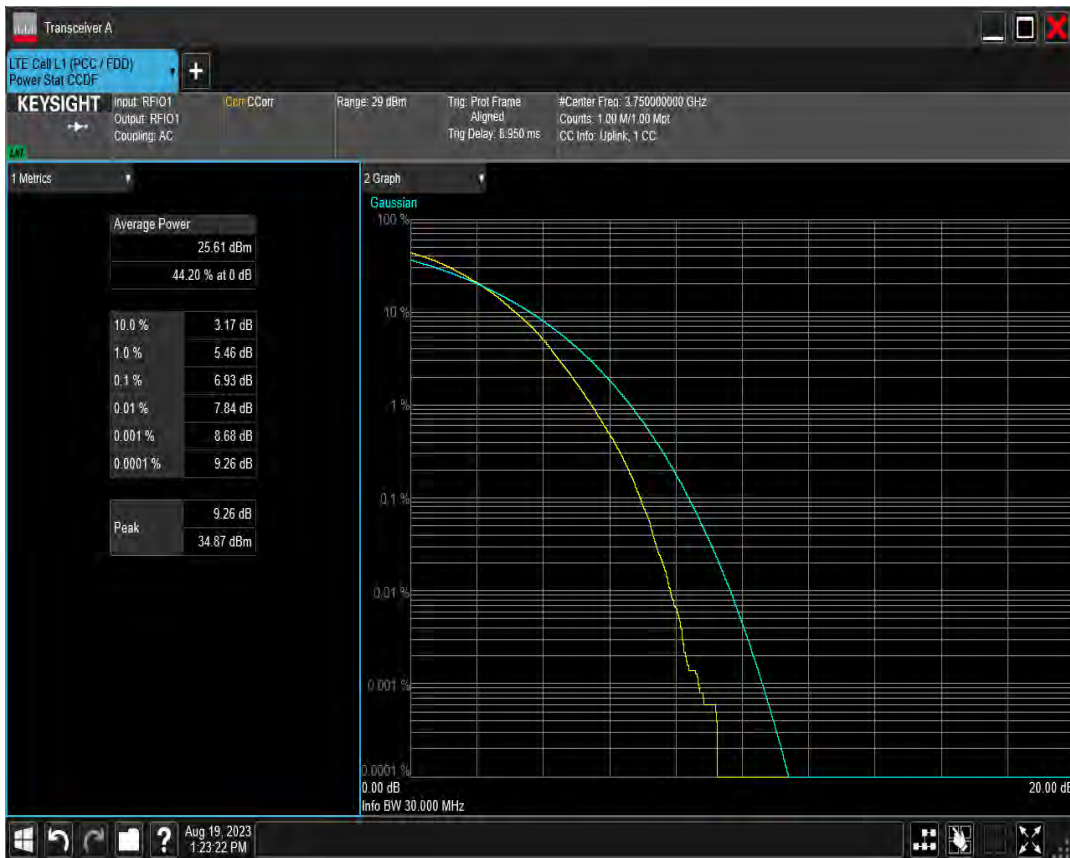 Transceiver A
LTE Cell L1 (PCC / FDD)
Power Stat CCDF
+
KEYSIGHT
Input: RFIO1
Output: RFIO1
Coupling: AC
Corr CCorr
Range: 29 dBm
Trig: Prot Frame
Aligned
Trig Delay: 8.950 ms
#Center Freq: 3.750000000 GHz
Counts: 1.00 M/1.00 Mpt
CC Info: Uplink, 1 CC
1 Metrics
Average Power
25.61 dBm
44.20 % at 0 dB
10.0 % 3.17 dB
1.0 % 5.46 dB
0.1 % 6.93 dB
0.01 % 7.84 dB
0.001 % 8.68 dB
0.0001 % 9.26 dB
Peak 9.26 dB
34.87 dBm
2 Graph
Gaussian
100 %
10 %
1 %
0.1 %
0.01 %
0.001 %
0.0001 %
0.00 dB 20.00 dB
Info BW 30.000 MHz
?
Aug 19, 2023
1:23:22 PM